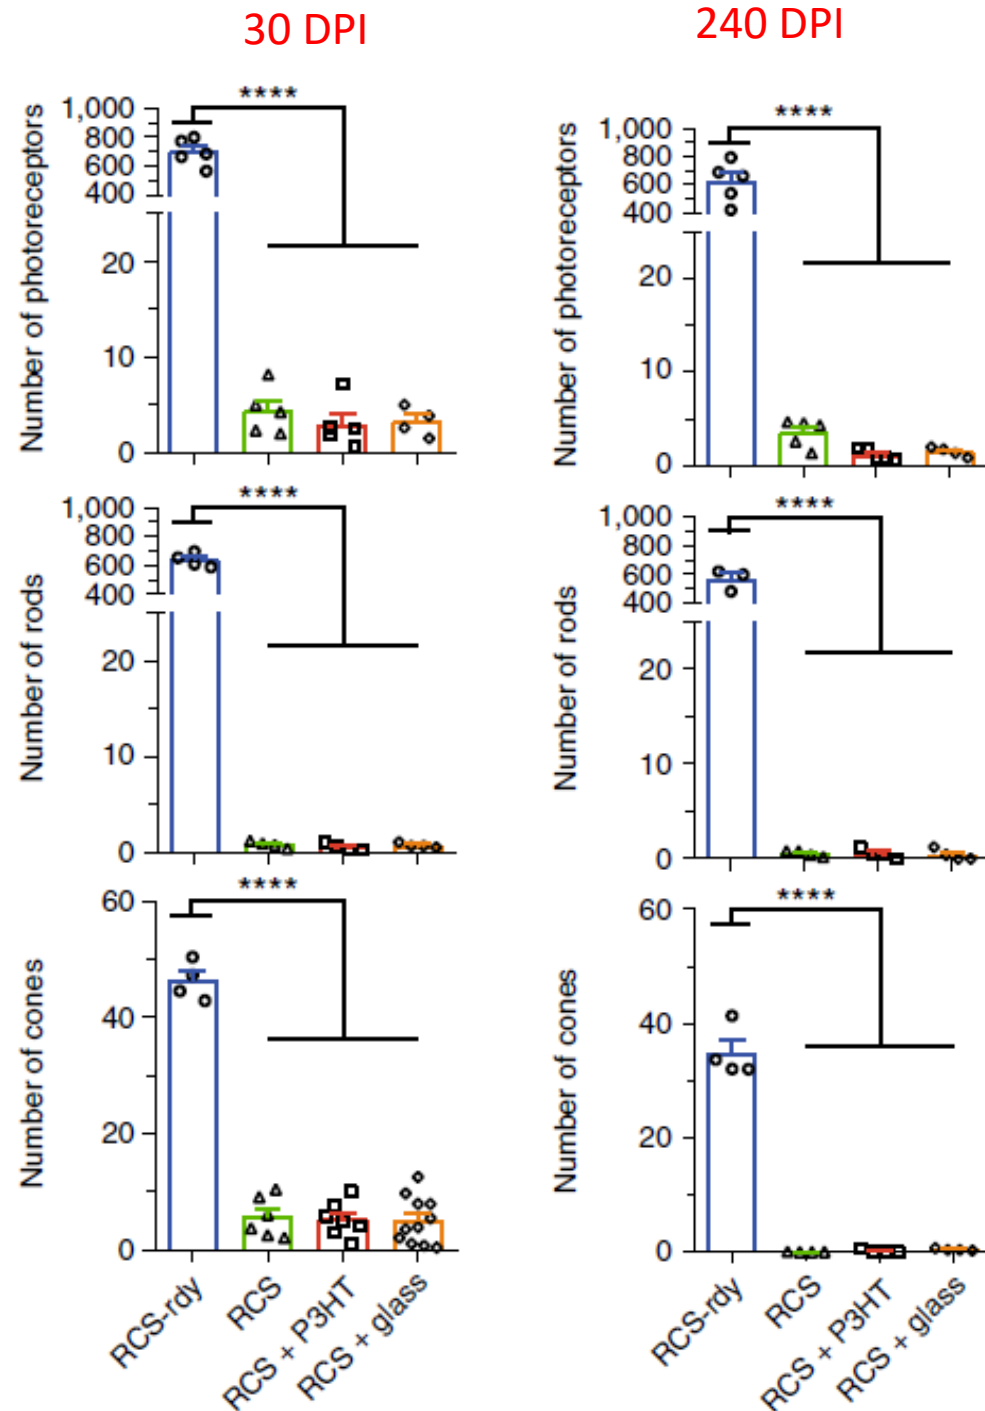 30 DPI
240 DPI
Number of photoreceptors
1,000
800
600
400
20
10
0
****
Number of photoreceptors
1,000
800
600
400
20
10
0
****
Number of rods
1,000
800
600
400
20
10
0
****
Number of rods
1,000
800
600
400
20
10
0
****
Number of cones
60
40
20
0
****
Number of cones
60
40
20
0
****
RCS-rdy
RCS
RCS + P3HT
RCS + glass
RCS-rdy
RCS
RCS + P3HT
RCS + glass